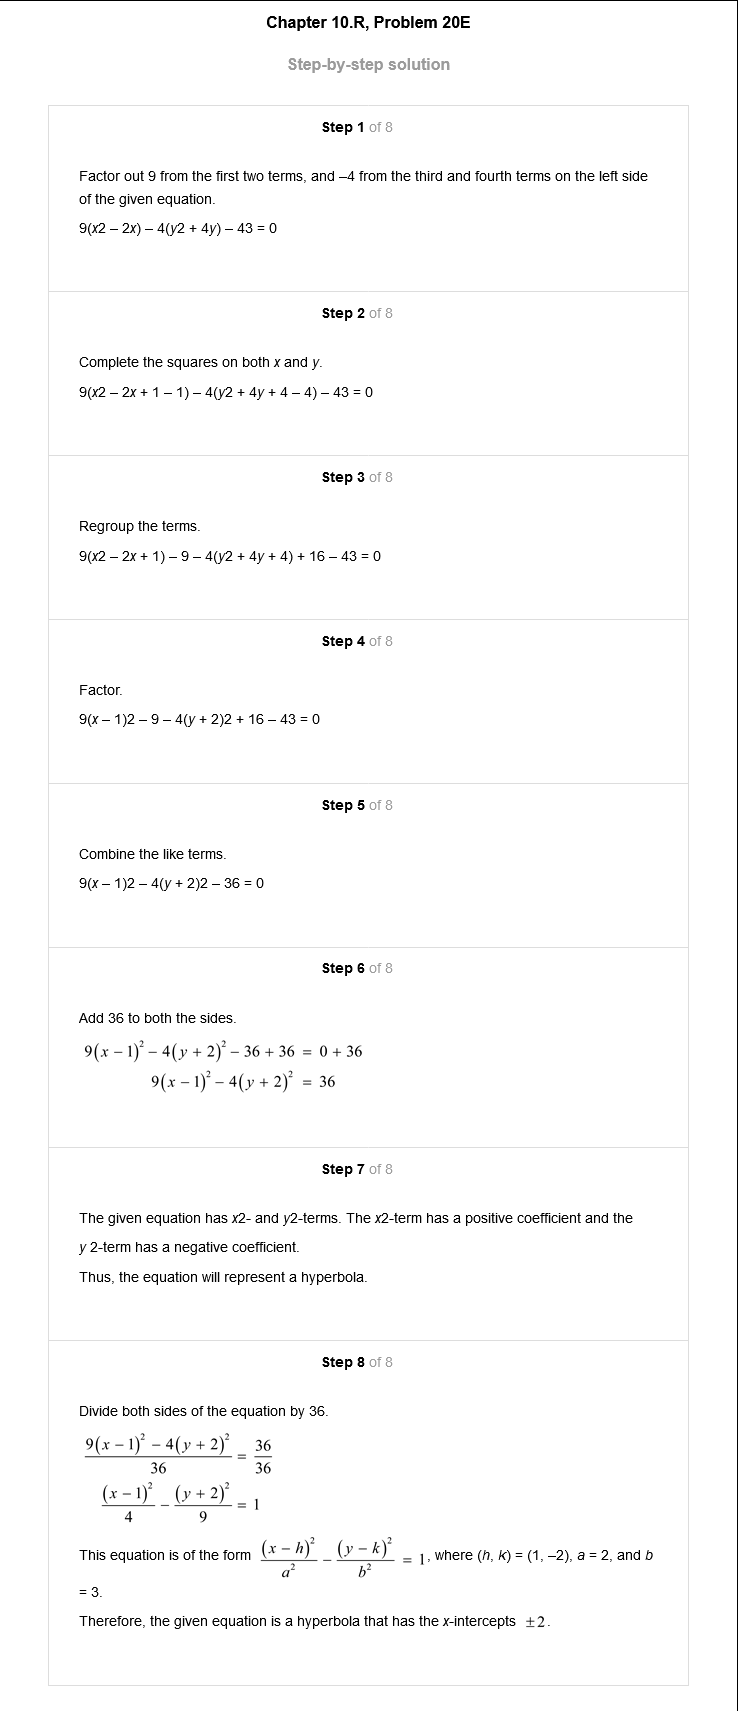 Chapter 10.R, Problem 20E
Step-by-step solution
Step 1 of 8
Factor out 9 from the first two terms, and –4 from the third and fourth terms on the left side
of the given equation.
9(x2 – 2x) – 4(y2 + 4y) – 43 = 0
Step 2 of 8
Complete the squares on both x and y.
9(x2 – 2x + 1 – 1) – 4(y2 + 4y + 4 – 4) – 43 = 0
Step 3 of 8
Regroup the terms.
9(x2 – 2x + 1) – 9 – 4(y2 + 4y + 4) + 16 – 43 = 0
Step 4 of 8
Factor.
9(x – 1)2 – 9 – 4(y + 2)2 + 16 – 43 = 0
Step 5 of 8
Combine the like terms.
9(x – 1)2 – 4(y + 2)2 – 36 = 0
Step 6 of 8
Add 36 to both the sides.
9(x − 1)² − 4(y + 2)² − 36 + 36 = 0 + 36
9(x − 1)² − 4(y + 2)² = 36
Step 7 of 8
The given equation has x2- and y2-terms. The x2-term has a positive coefficient and the
y 2-term has a negative coefficient.
Thus, the equation will represent a hyperbola.
Step 8 of 8
Divide both sides of the equation by 36.
(9(x − 1)² − 4(y + 2)²)/36 = 36/36
(x − 1)²/4 − (y + 2)²/9 = 1
This equation is of the form (x − h)²/a² − (y − k)²/b² = 1, where (h, k) = (1, –2), a = 2, and b
= 3.
Therefore, the given equation is a hyperbola that has the x-intercepts ±2.